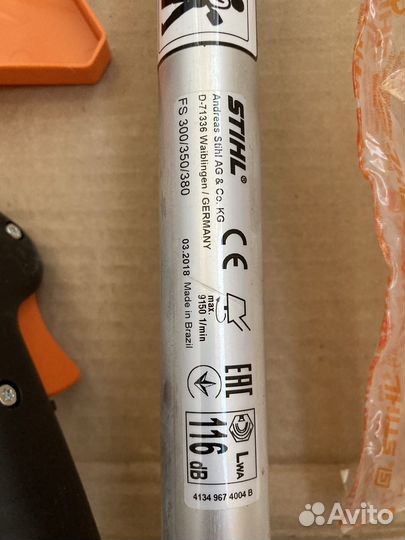 STIHL®
Andreas Stihl AG & Co. KG
D-71336 Waiblingen / GERMANY
FS 300/350/380
CE
03.2018 Made in Brazil
max.
9150 1/min
EAC
116 dB
LWA
4134 967 4004 B
STIHL
Avito